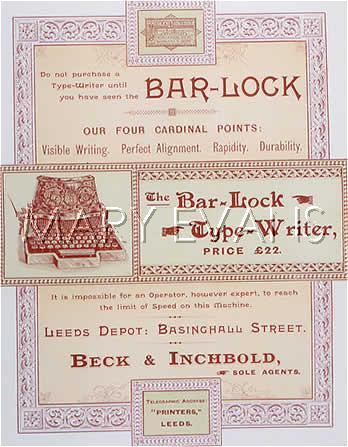 Do not purchase a
Type-Writer until
you have seen the
BAR-LOCK
OUR FOUR CARDINAL POINTS:
Visible Writing. Perfect Alignment. Rapidity. Durability.
The Bar-Lock
Type-Writer,
PRICE £22.
MARY EVANS
It is impossible for an Operator, however expert, to reach
the limit of Speed on this Machine.
LEEDS DEPOT: BASINGHALL STREET.
BECK & INCHBOLD,
SOLE AGENTS.
TELEGRAPHIC ADDRESS:
"PRINTERS,"
LEEDS.